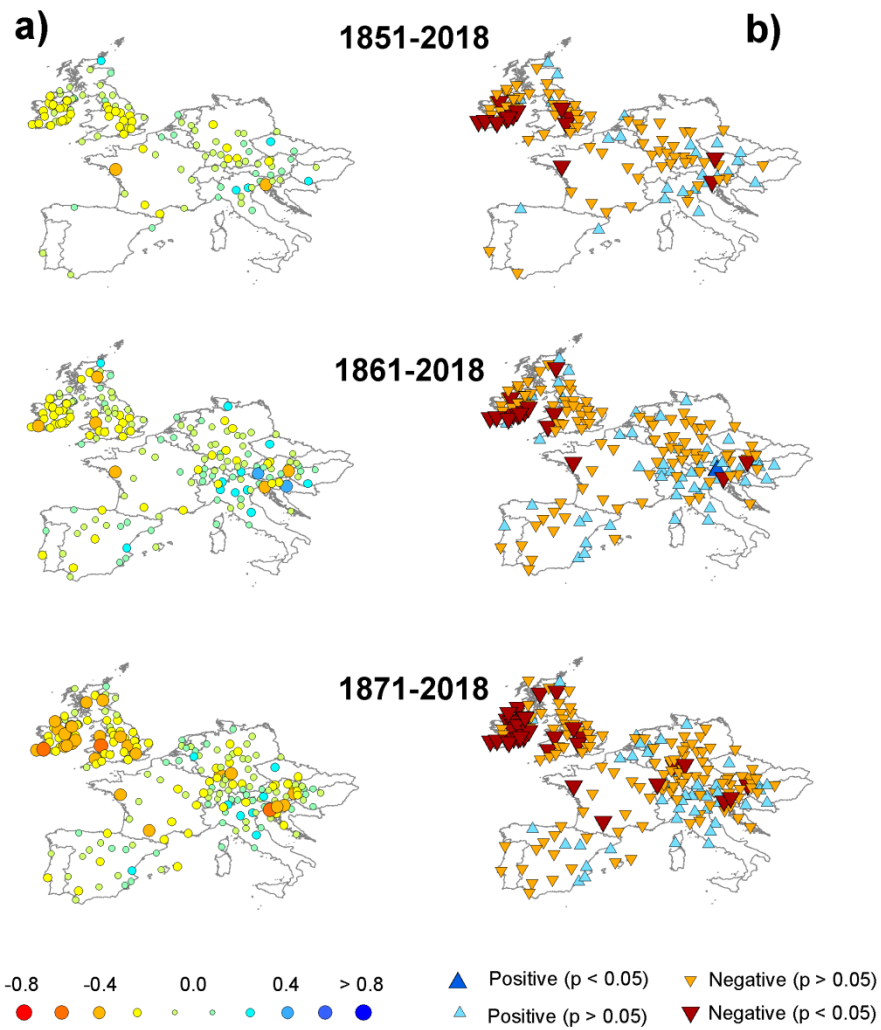 a)
1851-2018
b)
1861-2018
1871-2018
-0.8 -0.4 0.0 0.4 > 0.8
Positive (p < 0.05) Negative (p > 0.05)
Positive (p > 0.05) Negative (p < 0.05)